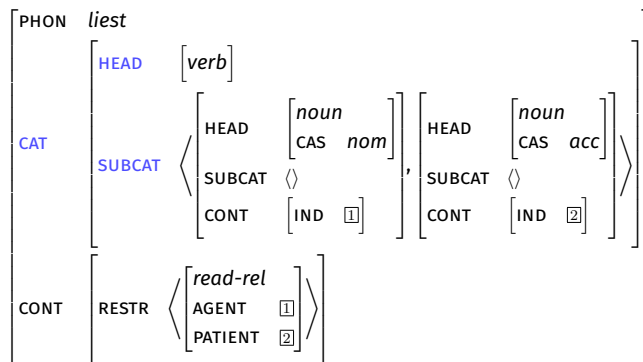 PHON liest
HEAD [verb]
CAT
SUBCAT ⟨[HEAD [noun CAS nom] SUBCAT ⟨⟩ CONT [IND 1]], [HEAD [noun CAS acc] SUBCAT ⟨⟩ CONT [IND 2]]⟩
CONT [RESTR ⟨[read-rel
AGENT 1
PATIENT 2]⟩]